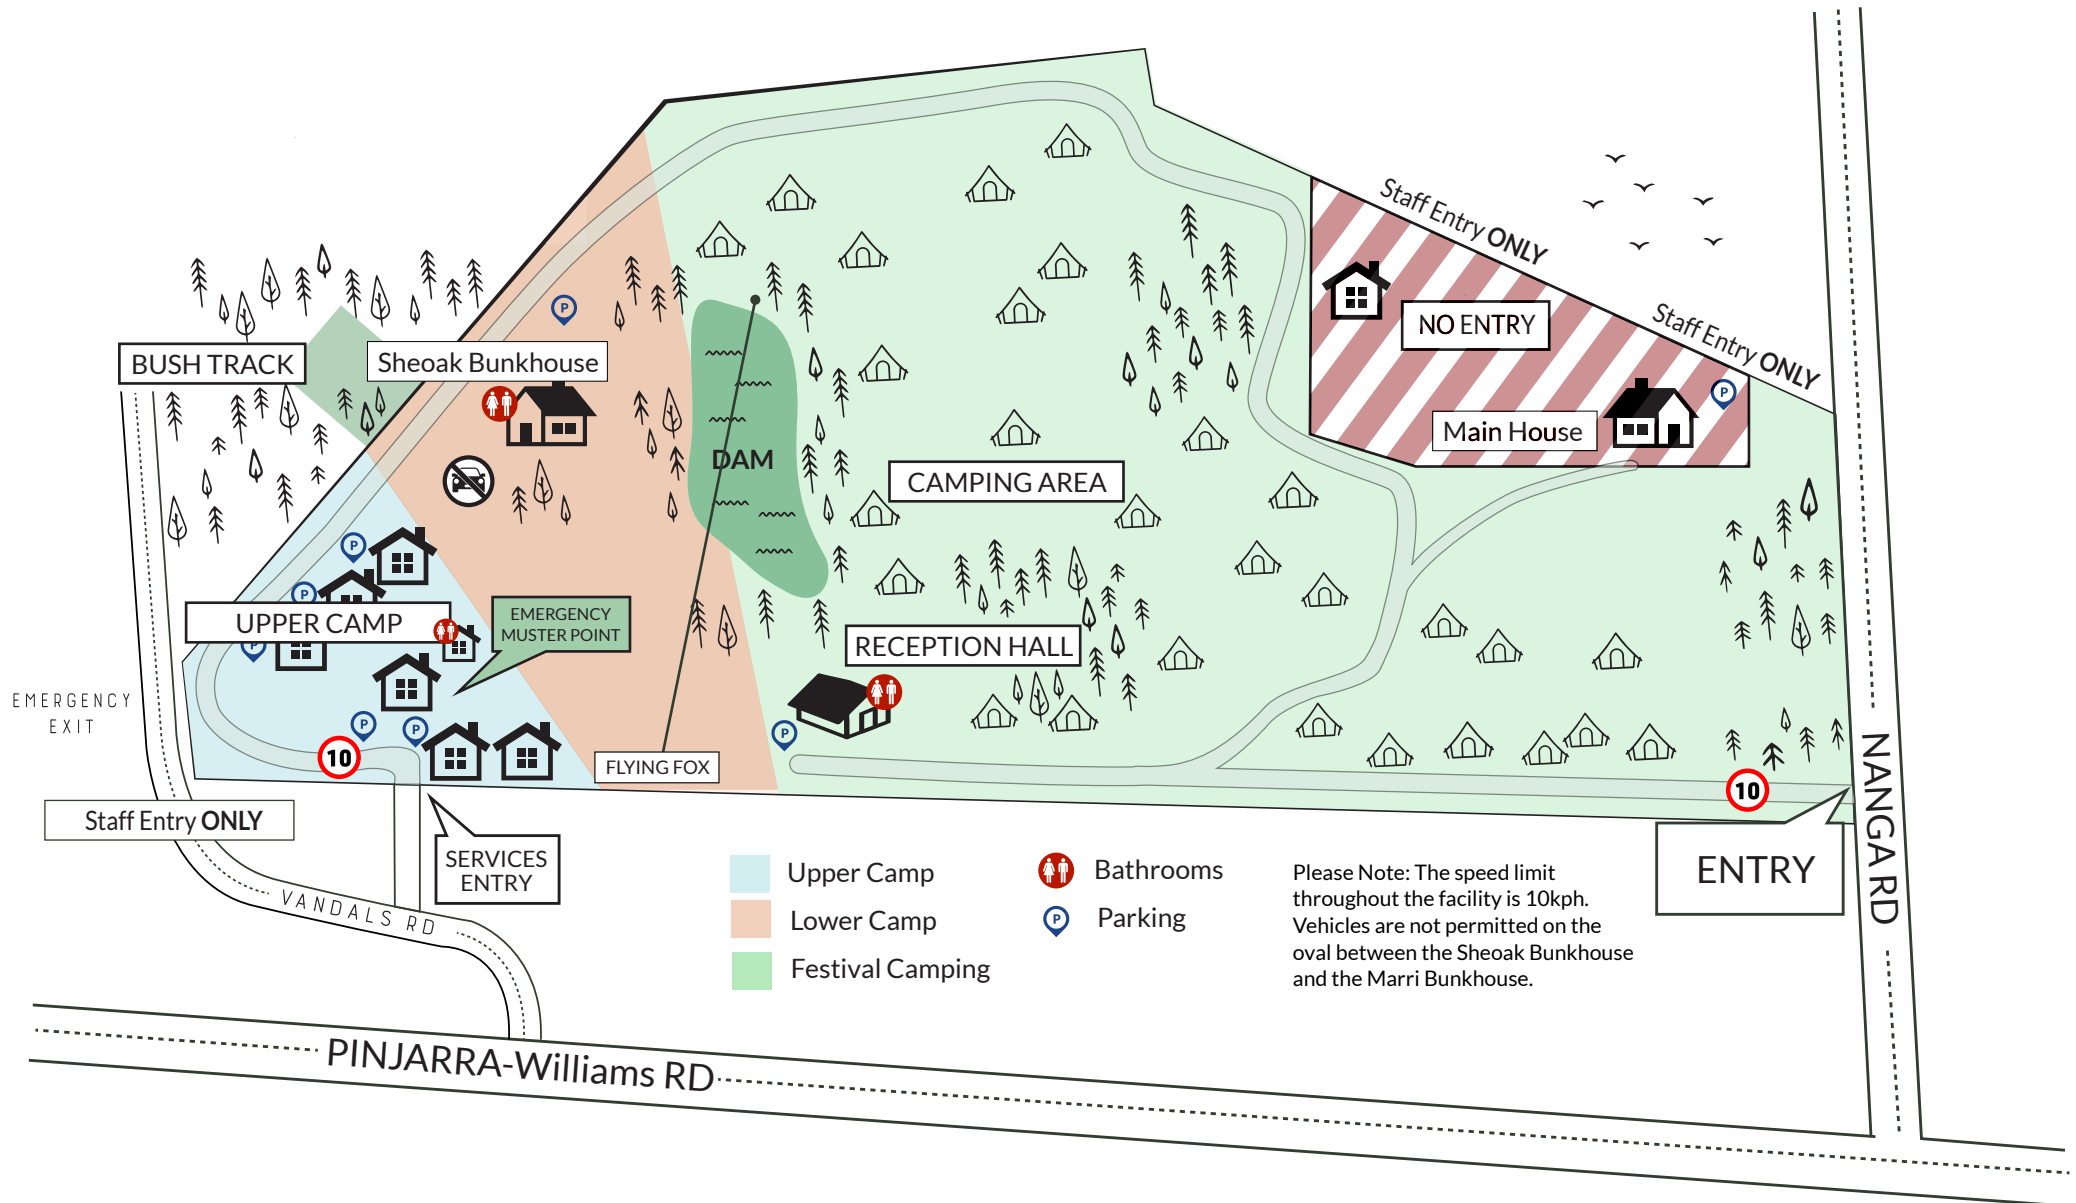 Staff Entry ONLY
Staff Entry ONLY
NO ENTRY
P
P
BUSH TRACK
Sheoak Bunkhouse
Main House
DAM
CAMPING AREA
P
P
UPPER CAMP
P
EMERGENCY
MUSTER POINT
RECEPTION HALL
EMERGENCY
EXIT
P
P
P
10
FLYING FOX
10
NANGA RD
Staff Entry ONLY
SERVICES
ENTRY
ENTRY
VANDALS RD
Upper Camp
Lower Camp
Festival Camping
Bathrooms
P
Parking
Please Note: The speed limit
throughout the facility is 10kph.
Vehicles are not permitted on the
oval between the Sheoak Bunkhouse
and the Marri Bunkhouse.
PINJARRA-Williams RD